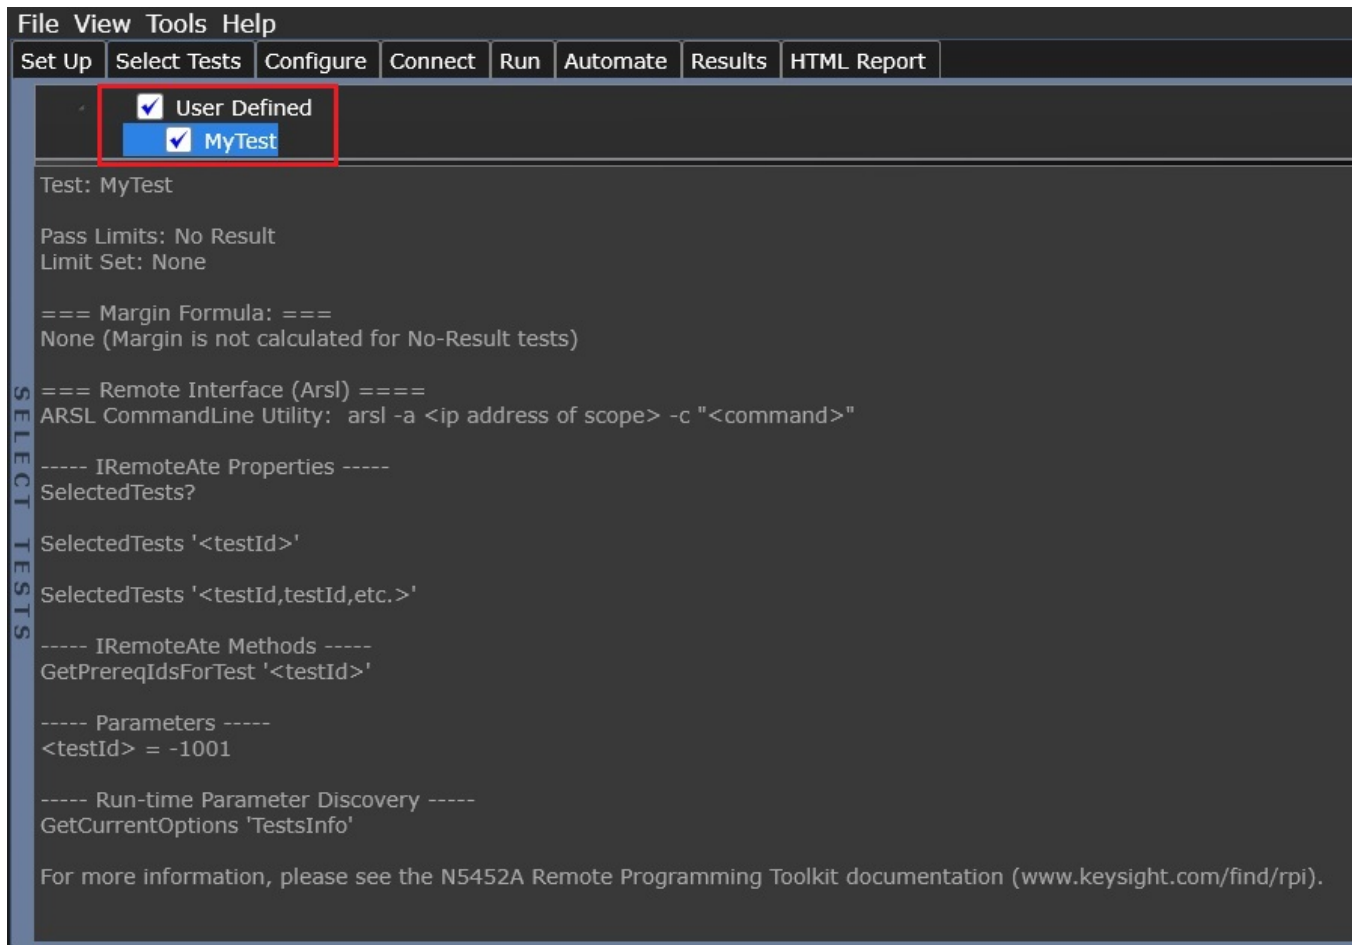 File View Tools Help
Set Up Select Tests Configure Connect Run Automate Results HTML Report
User Defined
MyTest
Test: MyTest
Pass Limits: No Result
Limit Set: None
=== Margin Formula: ===
None (Margin is not calculated for No-Result tests)
=== Remote Interface (Arsl) ====
ARSL CommandLine Utility:  arsl -a <ip address of scope> -c "<command>"
----- IRemoteAte Properties -----
SelectedTests?
SelectedTests '<testId>'
SelectedTests '<testId,testId,etc.>'
----- IRemoteAte Methods -----
GetPrereqIdsForTest '<testId>'
----- Parameters -----
<testId> = -1001
----- Run-time Parameter Discovery -----
GetCurrentOptions 'TestsInfo'
For more information, please see the N5452A Remote Programming Toolkit documentation (www.keysight.com/find/rpi).
SELECT TESTS